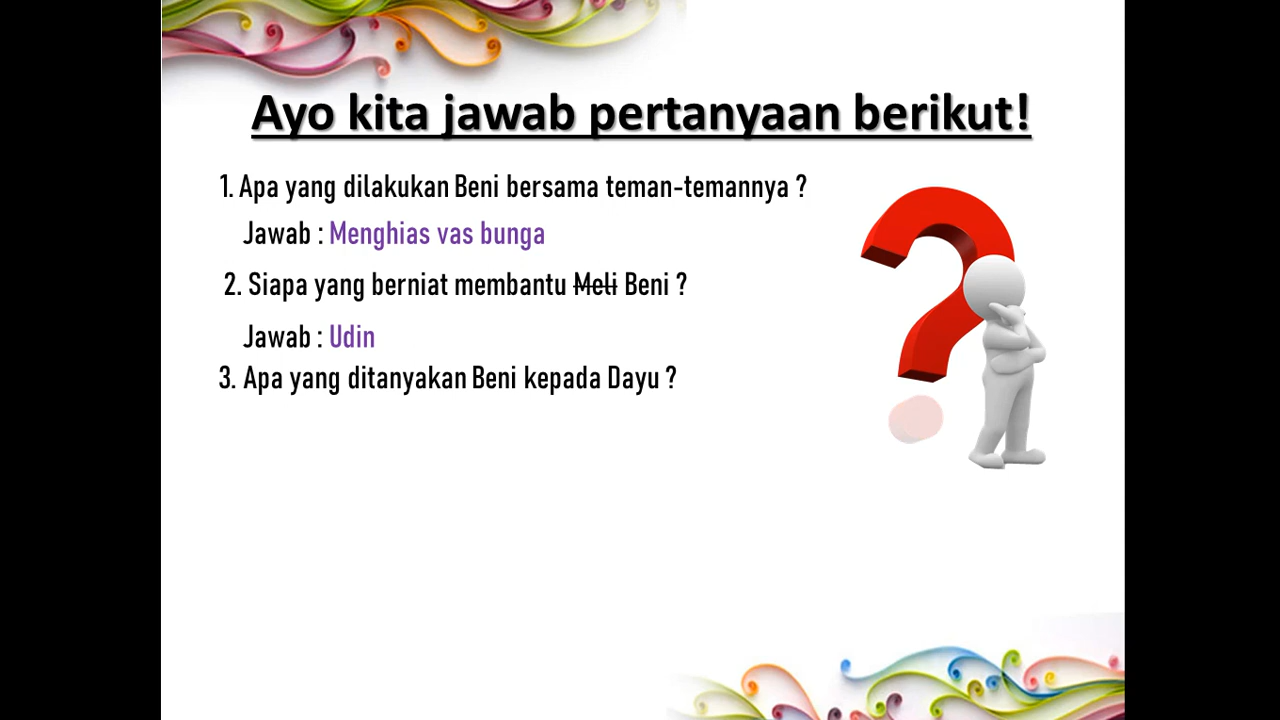 Ayo kita jawab pertanyaan berikut!
1. Apa yang dilakukan Beni bersama teman-temannya ?
Jawab : Menghias vas bunga
2. Siapa yang berniat membantu Meli Beni ?
Jawab : Udin
3. Apa yang ditanyakan Beni kepada Dayu ?